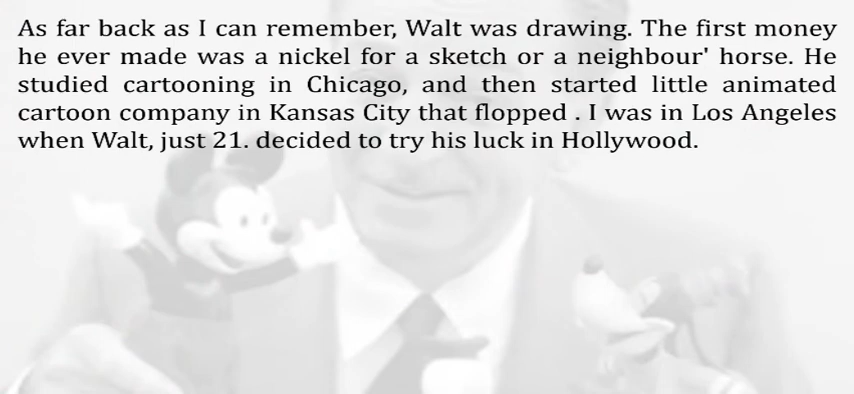 As far back as I can remember, Walt was drawing. The first money
he ever made was a nickel for a sketch or a neighbour' horse. He
studied cartooning in Chicago, and then started little animated
cartoon company in Kansas City that flopped . I was in Los Angeles
when Walt, just 21. decided to try his luck in Hollywood.